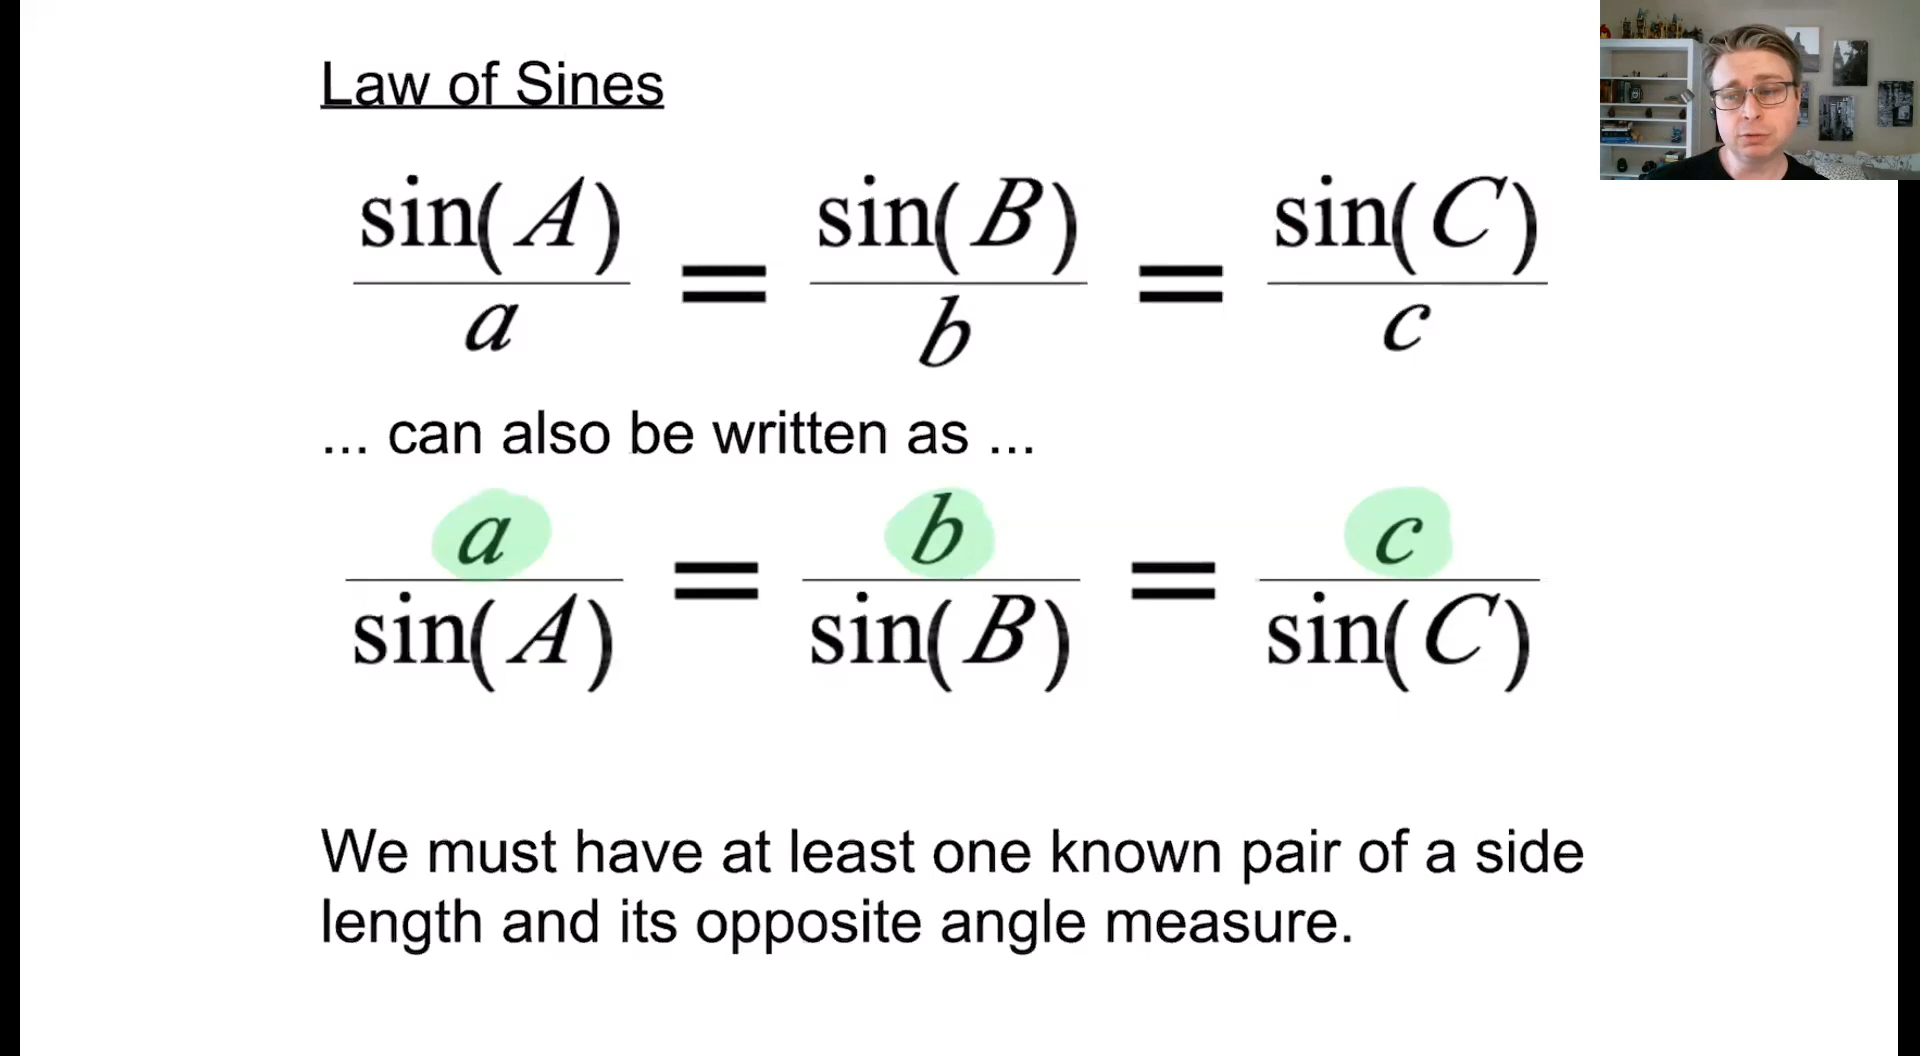 Law of Sines
sin(A)/a = sin(B)/b = sin(C)/c
... can also be written as ...
a/sin(A) = b/sin(B) = c/sin(C)
We must have at least one known pair of a side
length and its opposite angle measure.